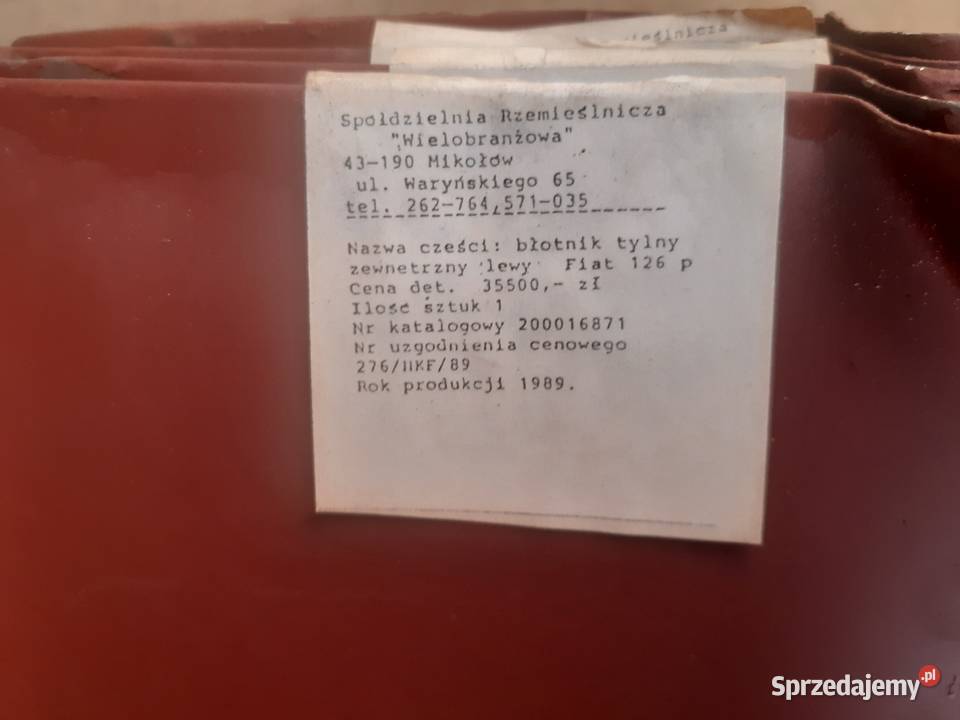 ieślnicza
Spółdzielnia Rzemieślnicza
"Wielobranżowa"
43-190 Mikołów
ul. Waryńskiego 65
tel. 262-764,571-035
Nazwa cześci: błotnik tylny
zewnetrzny lewy Fiat 126 p
Cena det. 35500,- zł
Ilość sztuk 1
Nr katalogowy 200016871
Nr uzgodnienia cenowego
276/HKF/89
Rok produkcji 1989.
Sprzedajemy.pl